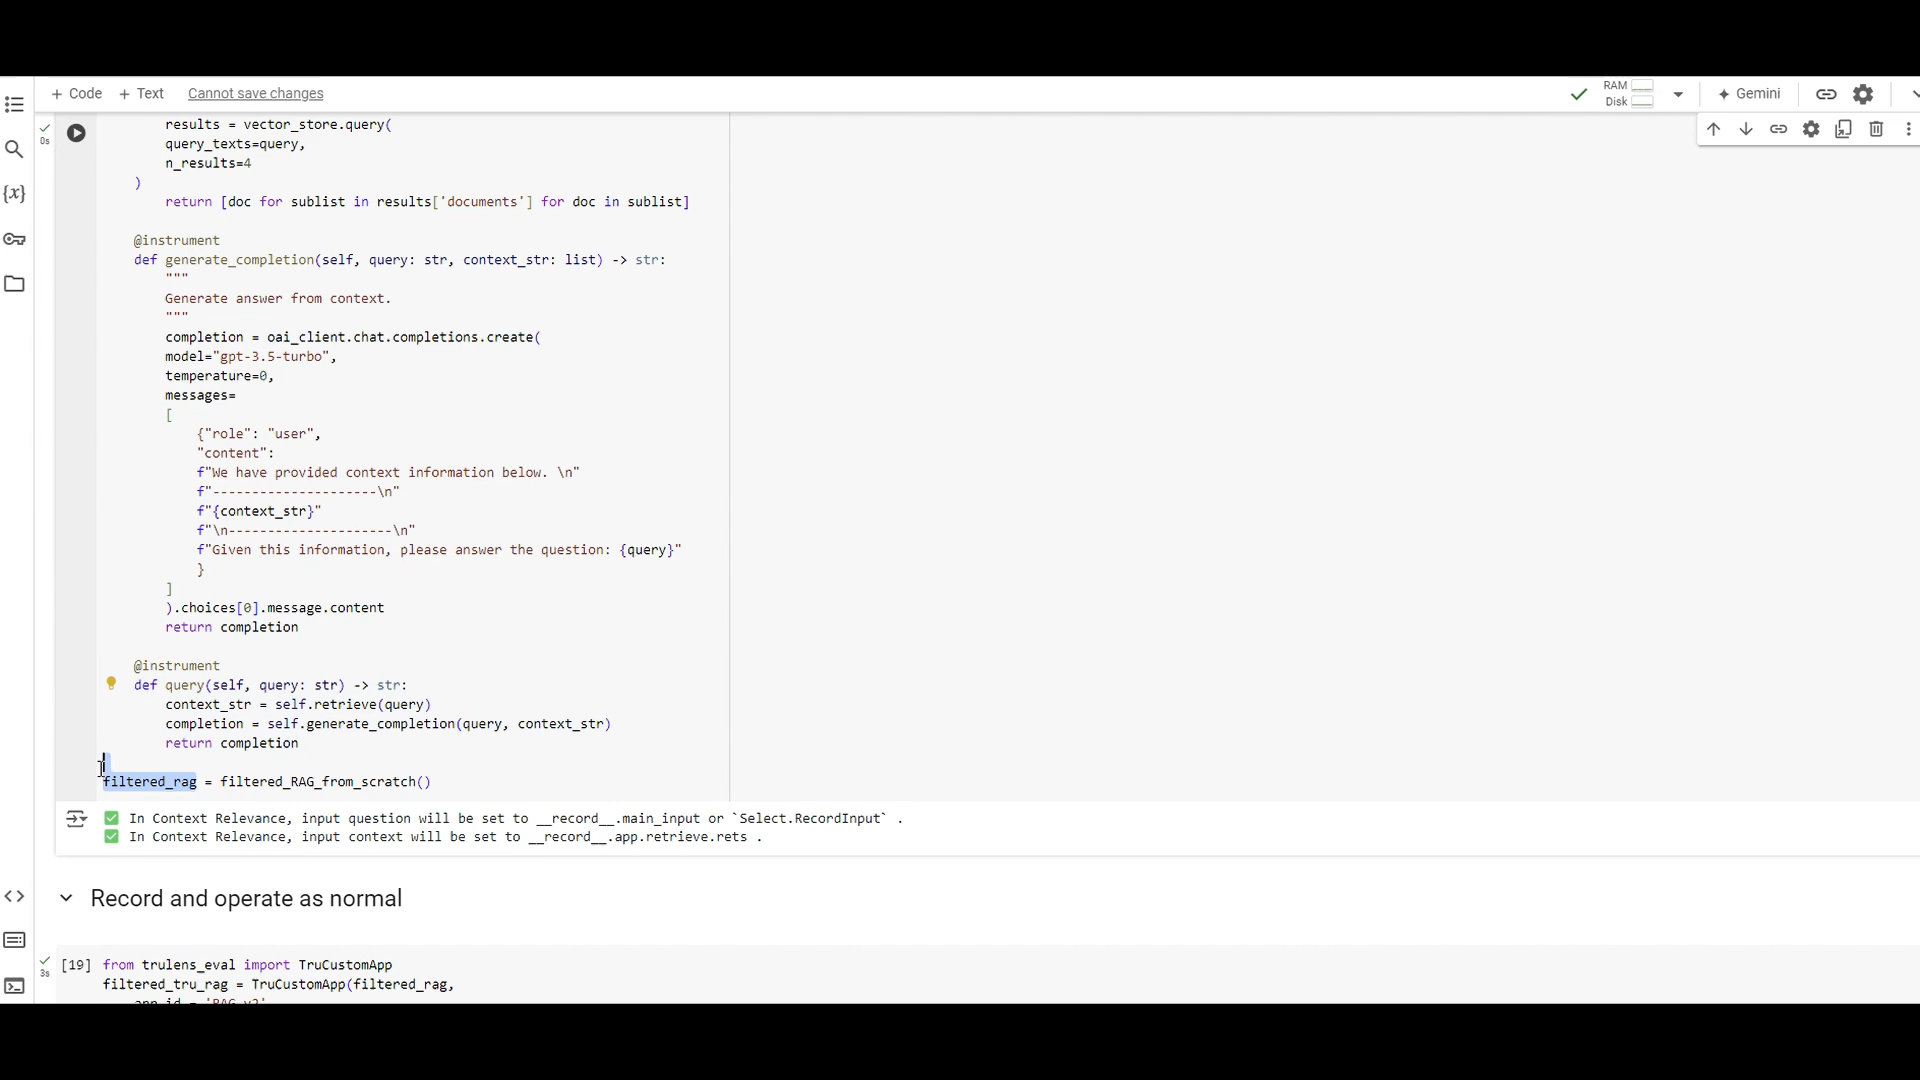 + Code + Text Cannot save changes
RAM
Disk
Gemini
0s
results = vector_store.query(
query_texts=query,
n_results=4
)
return [doc for sublist in results['documents'] for doc in sublist]
@instrument
def generate_completion(self, query: str, context_str: list) -> str:
"""
Generate answer from context.
"""
completion = oai_client.chat.completions.create(
model="gpt-3.5-turbo",
temperature=0,
messages=
[
{"role": "user",
"content":
f"We have provided context information below. \n"
f"---------------------\n"
f"{context_str}"
f"\n---------------------\n"
f"Given this information, please answer the question: {query}"
}
]
).choices[0].message.content
return completion
@instrument
def query(self, query: str) -> str:
context_str = self.retrieve(query)
completion = self.generate_completion(query, context_str)
return completion
filtered_rag = filtered_RAG_from_scratch()
In Context Relevance, input question will be set to __record__.main_input or `Select.RecordInput` .
In Context Relevance, input context will be set to __record__.app.retrieve.rets .
Record and operate as normal
3s
[19] from trulens_eval import TruCustomApp
filtered_tru_rag = TruCustomApp(filtered_rag,
app_id = 'RAG v2'